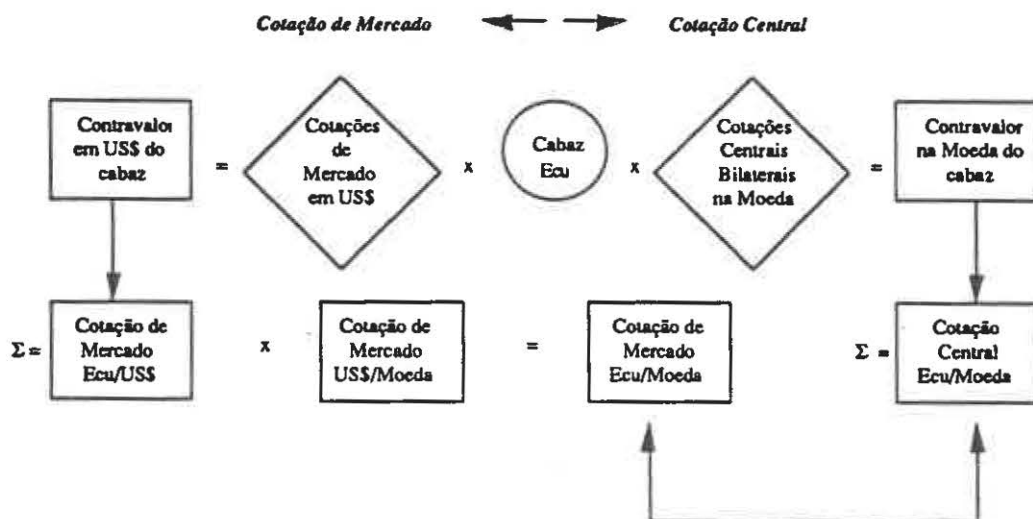 Cotação de Mercado
Cotação Central
Contravalor
em US$ do
cabaz
=
Cotações
de
Mercado
em US$
x
Cabaz
Ecu
x
Cotações
Centrais
Bilaterais
na Moeda
=
Contravalor
na Moeda do
cabaz
Σ =
Cotação de
Mercado
Ecu/US$
x
Cotação de
Mercado
US$/Moeda
=
Cotação de
Mercado
Ecu/Moeda
Σ =
Cotação
Central
Ecu/Moeda